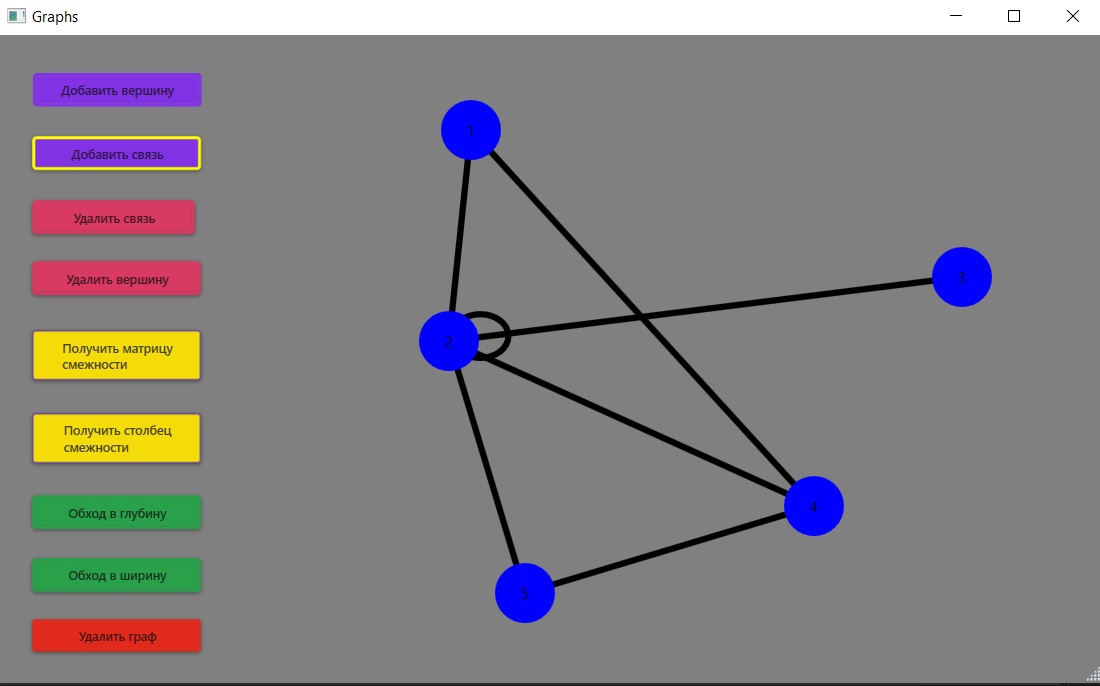 Graphs
Добавить вершину
Добавить связь
Удалить связь
Удалить вершину
Получить матрицу
смежности
Получить столбец
смежности
Обход в глубину
Обход в ширину
Удалить граф
1
2
3
4
5